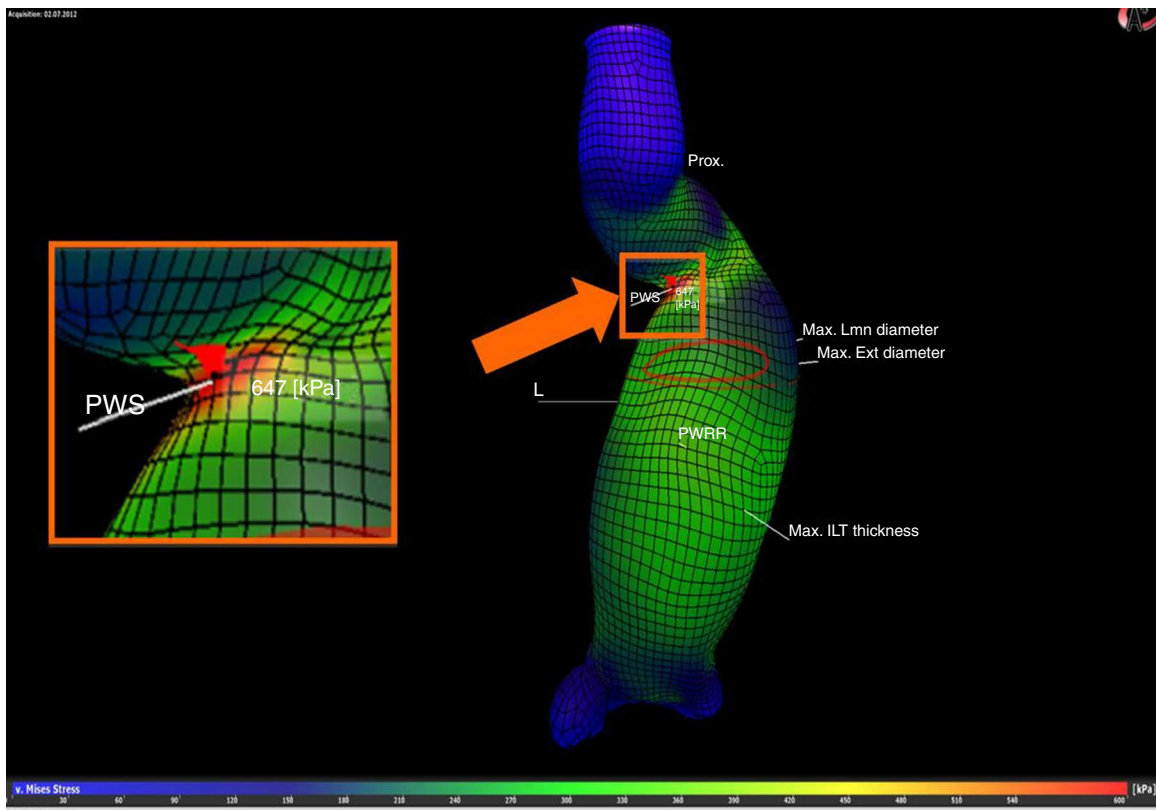 Acquisition: 02.07.2012
Prox.
PWS
647
[kPa]
Max. Lmn diameter
Max. Ext diameter
L
PWS
647 [kPa]
PWRR
Max. ILT thickness
v. Mises Stress
[kPa]
30 60 90 120 150 180 210 240 270 300 330 360 390 420 450 480 510 540 600